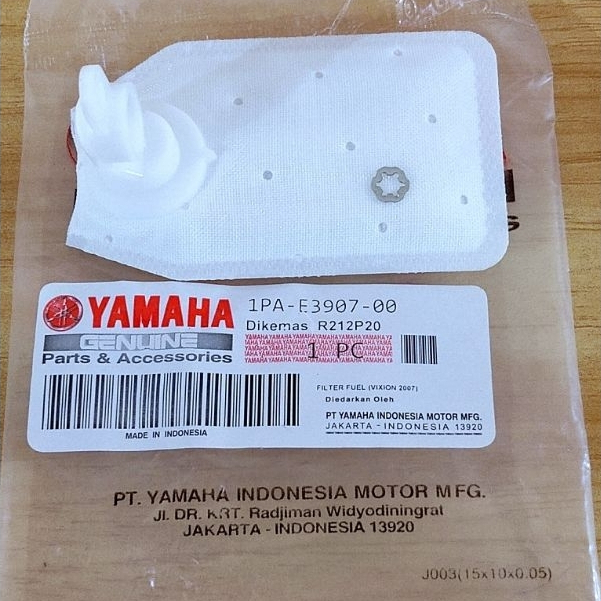 YAMAHA
GENUINE
Parts & Accessories
MADE IN INDONESIA
1PA-E3907-00
Dikemas R212P20
1 PC
FILTER FUEL (VIXION 2007)
Diedarkan Oleh
PT YAMAHA INDONESIA MOTOR MFG.
JAKARTA - INDONESIA 13920
PT. YAMAHA INDONESIA MOTOR MFG.
Jl. DR. KRT. Radjiman Widyodiningrat
JAKARTA - INDONESIA 13920
J003(15x10x0.05)